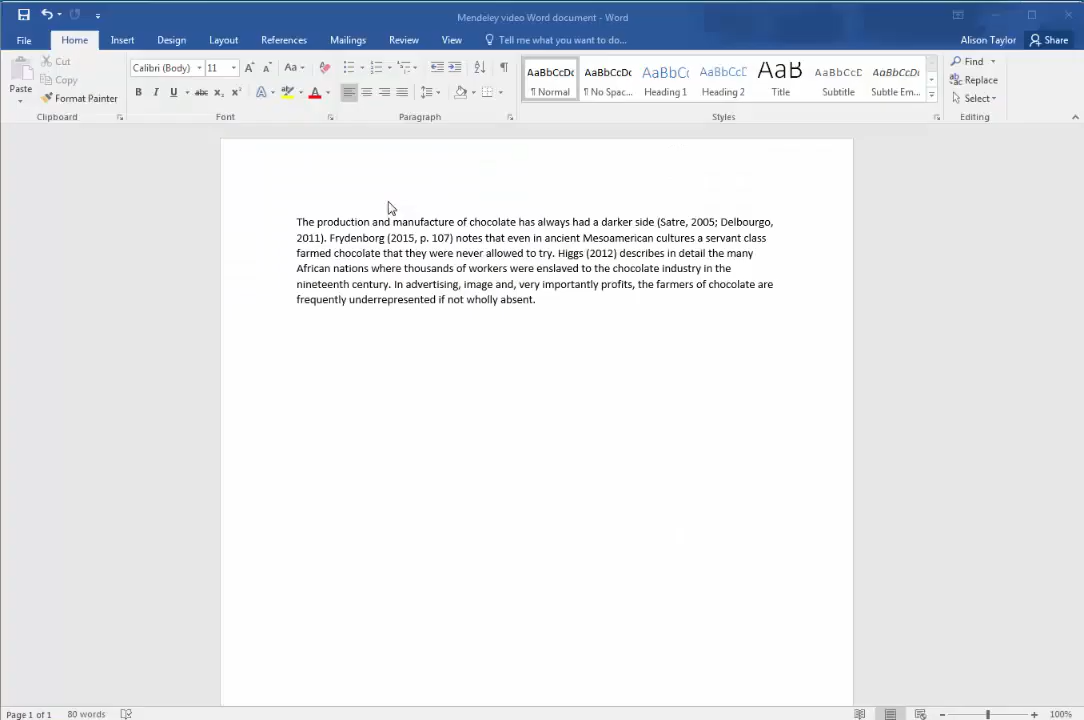 Mendeley video Word document - Word
File Home Insert Design Layout References Mailings Review View Tell me what you want to do... Alison Taylor Share
Paste Cut Copy Format Painter
Calibri (Body) 11
AaBbCcDc AaBbCcDc AaBbCc AaBbCcD AaB AaBbCcD AaBbCcDc
¶ Normal ¶ No Spac... Heading 1 Heading 2 Title Subtitle Subtle Em...
Find
Replace
Select
Clipboard Font Paragraph Styles Editing
The production and manufacture of chocolate has always had a darker side (Satre, 2005; Delbourgo,
2011). Frydenborg (2015, p. 107) notes that even in ancient Mesoamerican cultures a servant class
farmed chocolate that they were never allowed to try. Higgs (2012) describes in detail the many
African nations where thousands of workers were enslaved to the chocolate industry in the
nineteenth century. In advertising, image and, very importantly profits, the farmers of chocolate are
frequently underrepresented if not wholly absent.
Page 1 of 1 80 words 100%